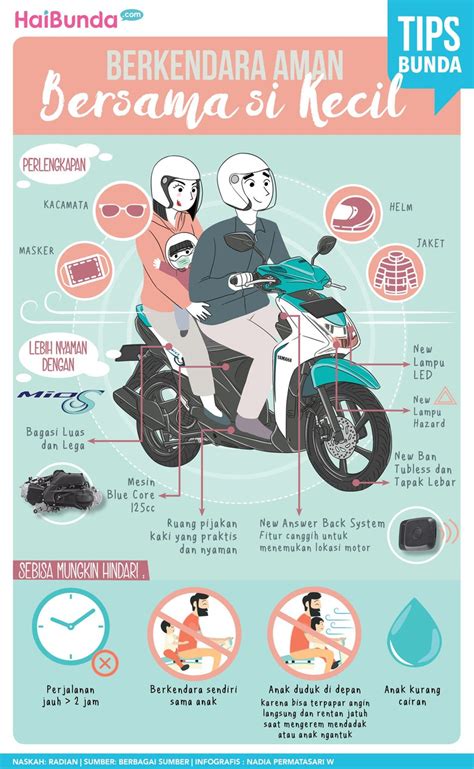 HaiBunda.com
TIPS
BUNDA
BERKENDARA AMAN
Bersama si Kecil
PERLENGKAPAN
KACAMATA
MASKER
HELM
JAKET
YAMAHA
LEBIH NYAMAN
DENGAN
Mio S
Bagasi Luas
dan Lega
Mesin
Blue Core
125cc
Ruang pijakan
kaki yang praktis
dan nyaman
New Answer Back System
Fitur canggih untuk
menemukan lokasi motor
New
Lampu
LED
New
Lampu
Hazard
New Ban
Tubless dan
Tapak Lebar
SEBISA MUNGKIN HINDARI :
Perjalanan
jauh > 2 jam
Berkendara sendiri
sama anak
Anak duduk di depan
karena bisa terpapar angin
langsung dan rentan jatuh
saat mengerem mendadak
atau anak ngantuk
Anak kurang
cairan
NASKAH: RADIAN | SUMBER: BERBAGAI SUMBER | INFOGRAFIS : NADIA PERMATASARI W